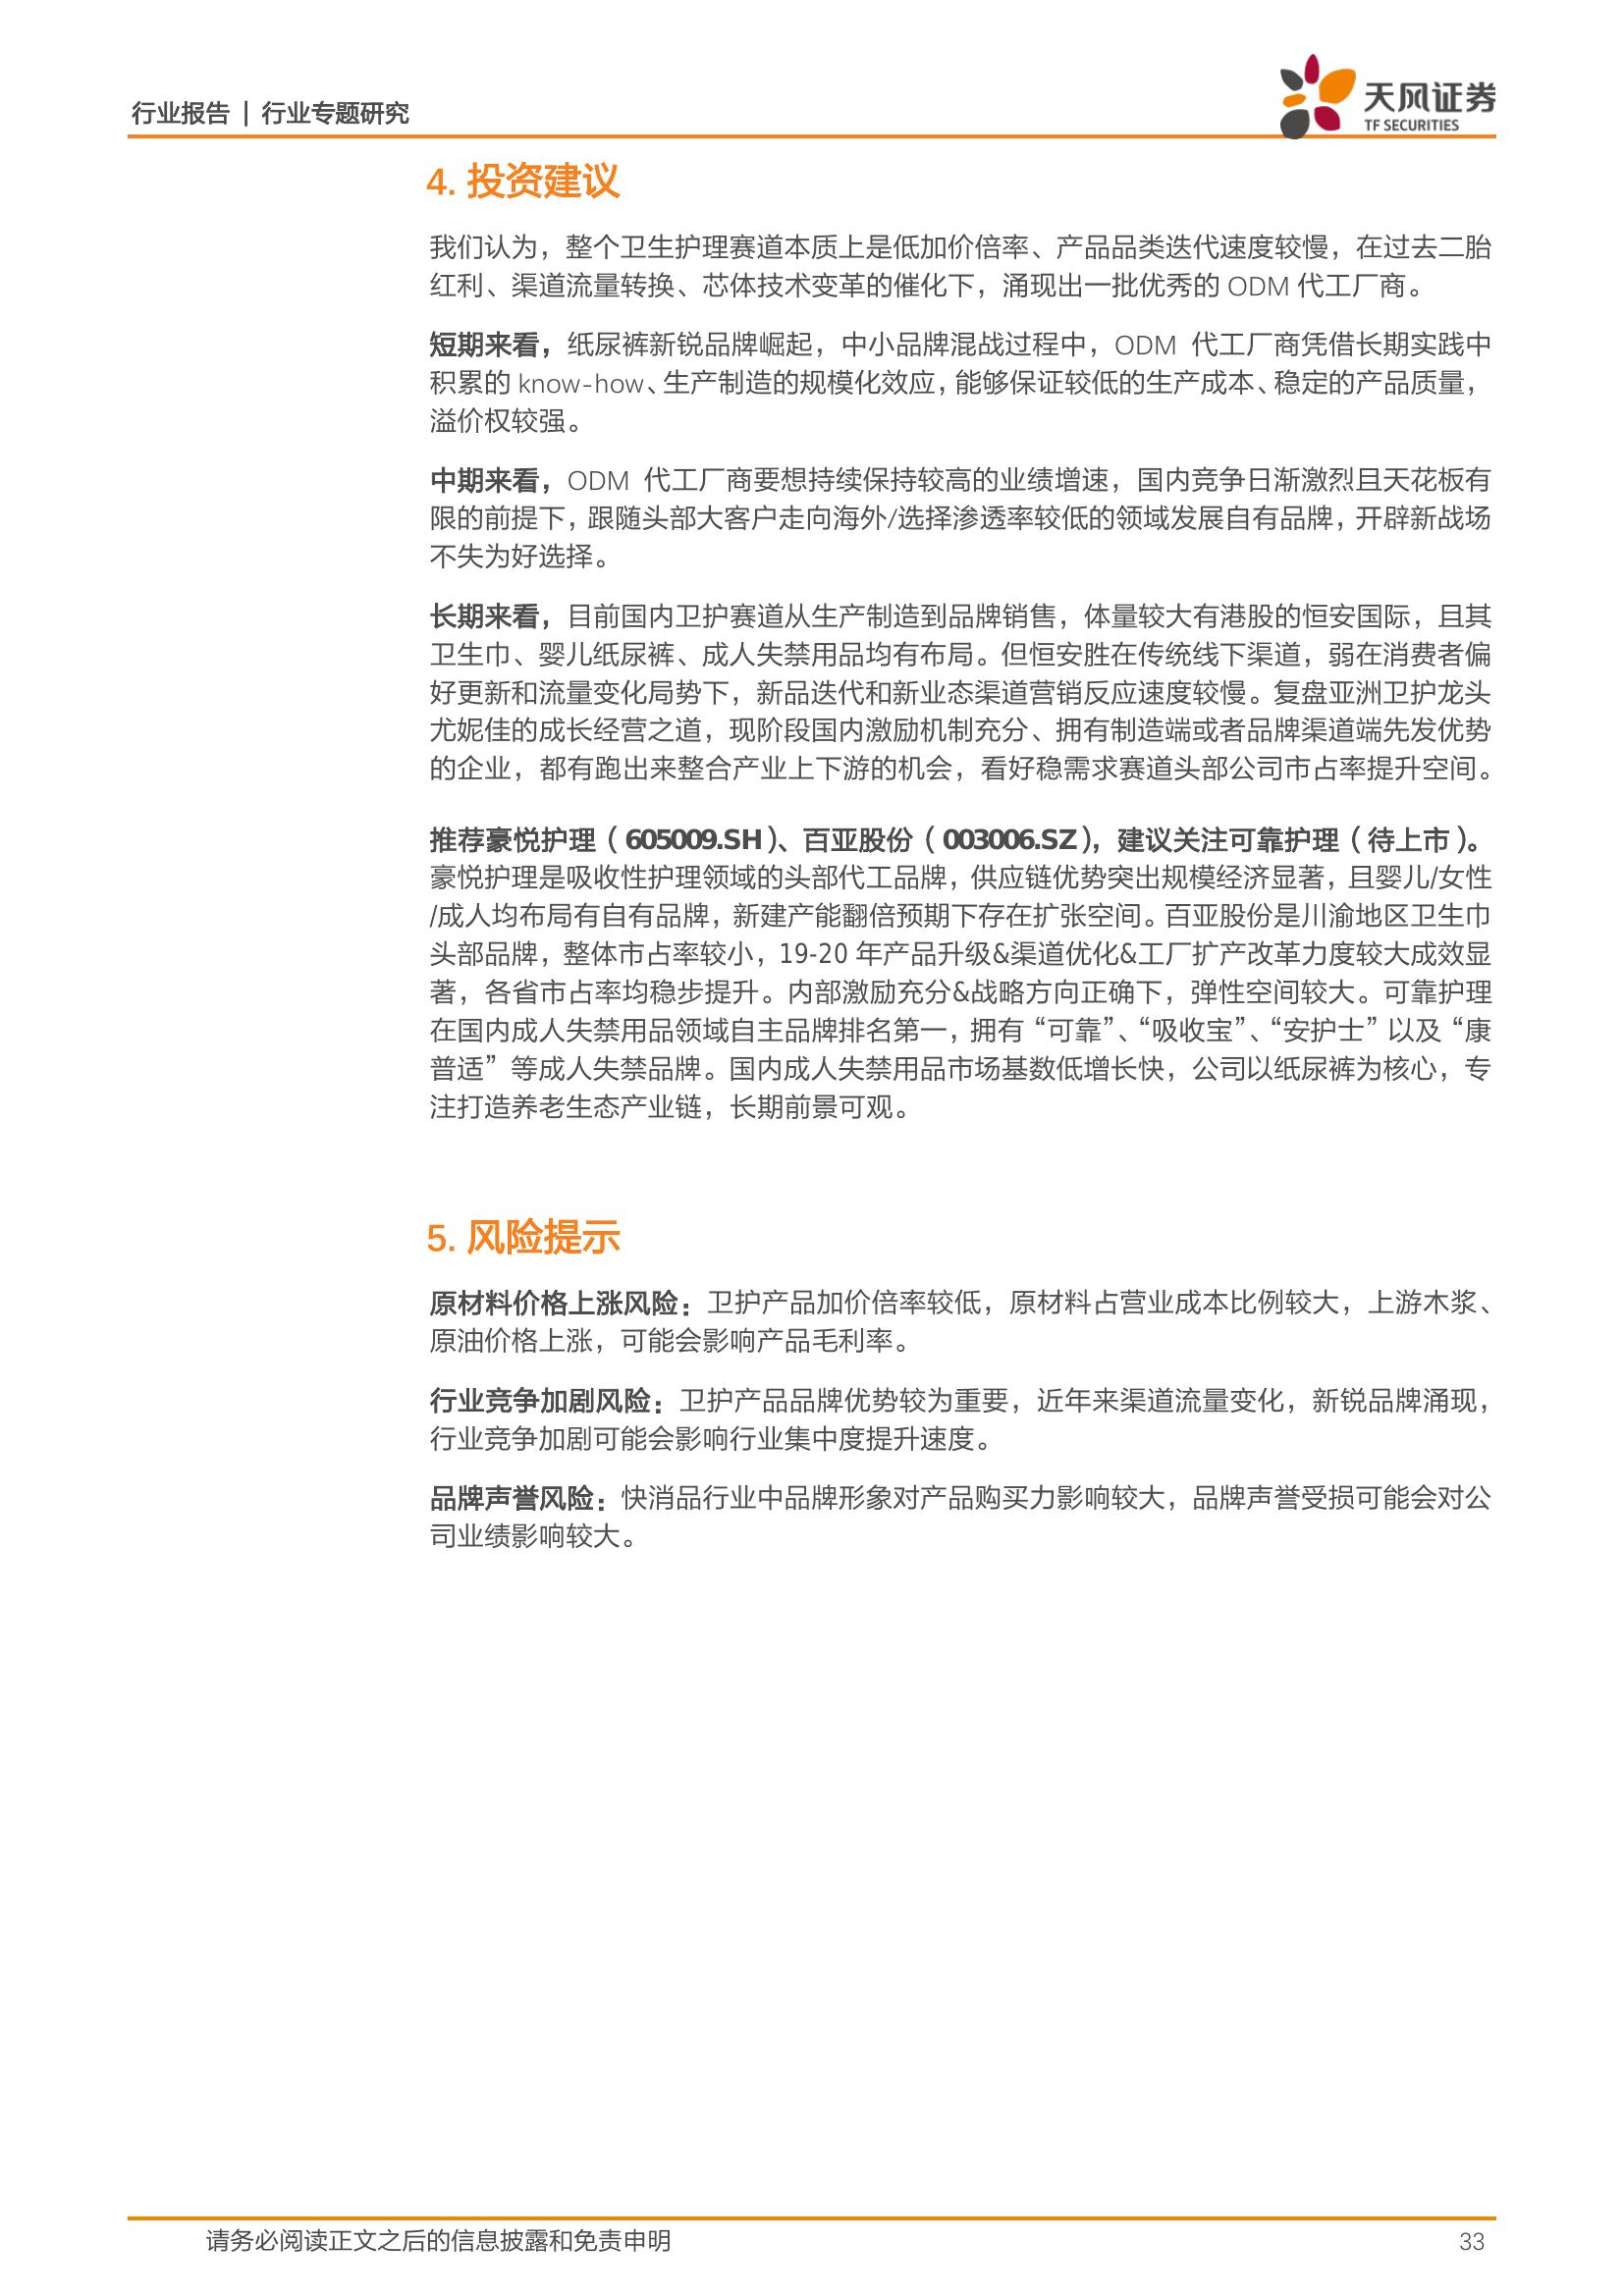 行业报告 | 行业专题研究
天风证券
TF SECURITIES
4. 投资建议
我们认为，整个卫生护理赛道本质上是低加价倍率、产品品类迭代速度较慢，在过去二胎
红利、渠道流量转换、芯体技术变革的催化下，涌现出一批优秀的 ODM 代工厂商。
短期来看，纸尿裤新锐品牌崛起，中小品牌混战过程中，ODM 代工厂商凭借长期实践中
积累的 know-how、生产制造的规模化效应，能够保证较低的生产成本、稳定的产品质量，
溢价权较强。
中期来看，ODM 代工厂商要想持续保持较高的业绩增速，国内竞争日渐激烈且天花板有
限的前提下，跟随头部大客户走向海外/选择渗透率较低的领域发展自有品牌，开辟新战场
不失为好选择。
长期来看，目前国内卫护赛道从生产制造到品牌销售，体量较大有港股的恒安国际，且其
卫生巾、婴儿纸尿裤、成人失禁用品均有布局。但恒安胜在传统线下渠道，弱在消费者偏
好更新和流量变化局势下，新品迭代和新业态渠道营销反应速度较慢。复盘亚洲卫护龙头
尤妮佳的成长经营之道，现阶段国内激励机制充分、拥有制造端或者品牌渠道端先发优势
的企业，都有跑出来整合产业上下游的机会，看好稳需求赛道头部公司市占率提升空间。
推荐豪悦护理（605009.SH）、百亚股份（003006.SZ），建议关注可靠护理（待上市）。
豪悦护理是吸收性护理领域的头部代工品牌，供应链优势突出规模经济显著，且婴儿/女性
/成人均布局有自有品牌，新建产能翻倍预期下存在扩张空间。百亚股份是川渝地区卫生巾
头部品牌，整体市占率较小，19-20 年产品升级&渠道优化&工厂扩产改革力度较大成效显
著，各省市占率均稳步提升。内部激励充分&战略方向正确下，弹性空间较大。可靠护理
在国内成人失禁用品领域自主品牌排名第一，拥有“可靠”、“吸收宝”、“安护士”以及“康
普适”等成人失禁品牌。国内成人失禁用品市场基数低增长快，公司以纸尿裤为核心，专
注打造养老生态产业链，长期前景可观。
5. 风险提示
原材料价格上涨风险：卫护产品加价倍率较低，原材料占营业成本比例较大，上游木浆、
原油价格上涨，可能会影响产品毛利率。
行业竞争加剧风险：卫护产品品牌优势较为重要，近年来渠道流量变化，新锐品牌涌现，
行业竞争加剧可能会影响行业集中度提升速度。
品牌声誉风险：快消品行业中品牌形象对产品购买力影响较大，品牌声誉受损可能会对公
司业绩影响较大。
请务必阅读正文之后的信息披露和免责申明
33